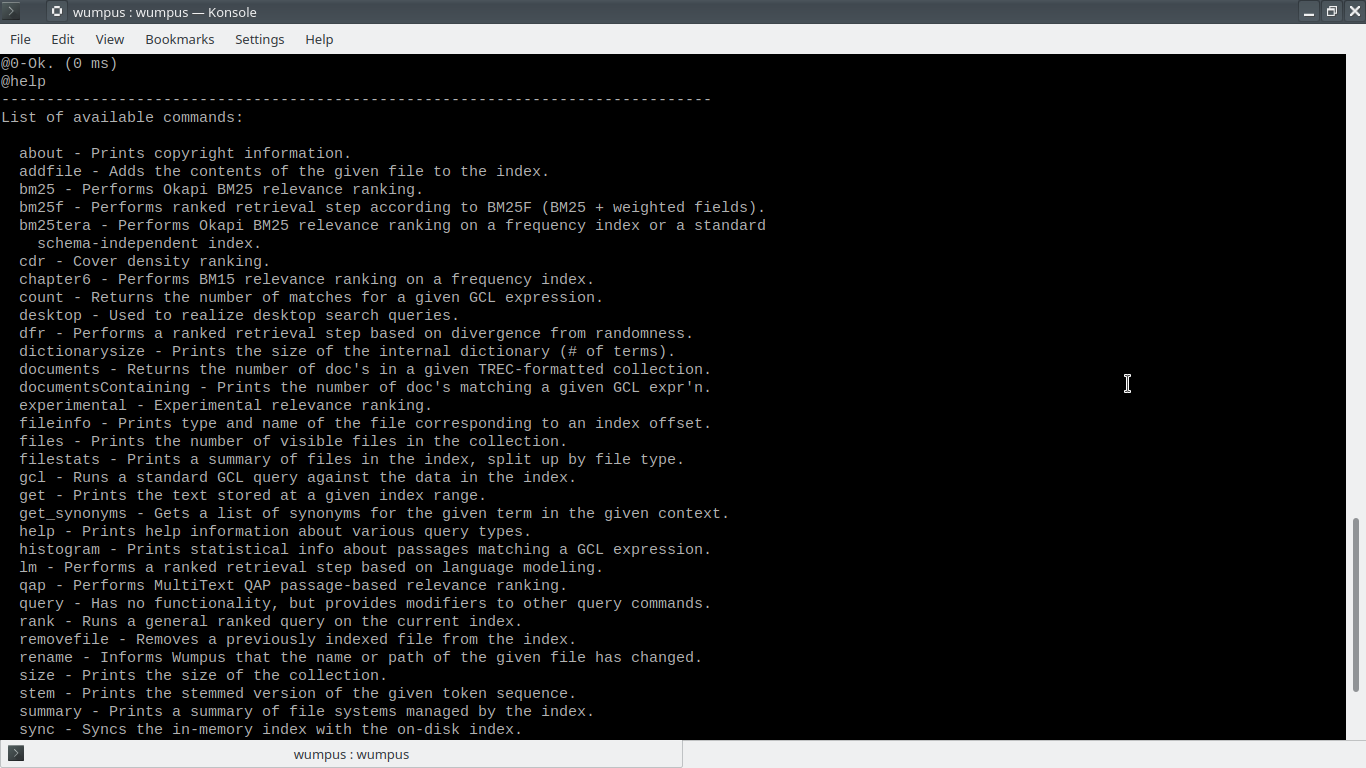 wumpus : wumpus — Konsole
File Edit View Bookmarks Settings Help
@0-Ok. (0 ms)
@help
-------------------------------------------------------------------------------
List of available commands:
about - Prints copyright information.
addfile - Adds the contents of the given file to the index.
bm25 - Performs Okapi BM25 relevance ranking.
bm25f - Performs ranked retrieval step according to BM25F (BM25 + weighted fields).
bm25tera - Performs Okapi BM25 relevance ranking on a frequency index or a standard
schema-independent index.
cdr - Cover density ranking.
chapter6 - Performs BM15 relevance ranking on a frequency index.
count - Returns the number of matches for a given GCL expression.
desktop - Used to realize desktop search queries.
dfr - Performs a ranked retrieval step based on divergence from randomness.
dictionarysize - Prints the size of the internal dictionary (# of terms).
documents - Returns the number of doc's in a given TREC-formatted collection.
documentsContaining - Prints the number of doc's matching a given GCL expr'n.
experimental - Experimental relevance ranking.
fileinfo - Prints type and name of the file corresponding to an index offset.
files - Prints the number of visible files in the collection.
filestats - Prints a summary of files in the index, split up by file type.
gcl - Runs a standard GCL query against the data in the index.
get - Prints the text stored at a given index range.
get_synonyms - Gets a list of synonyms for the given term in the given context.
help - Prints help information about various query types.
histogram - Prints statistical info about passages matching a GCL expression.
lm - Performs a ranked retrieval step based on language modeling.
qap - Performs MultiText QAP passage-based relevance ranking.
query - Has no functionality, but provides modifiers to other query commands.
rank - Runs a general ranked query on the current index.
removefile - Removes a previously indexed file from the index.
rename - Informs Wumpus that the name or path of the given file has changed.
size - Prints the size of the collection.
stem - Prints the stemmed version of the given token sequence.
summary - Prints a summary of file systems managed by the index.
sync - Syncs the in-memory index with the on-disk index.
wumpus : wumpus